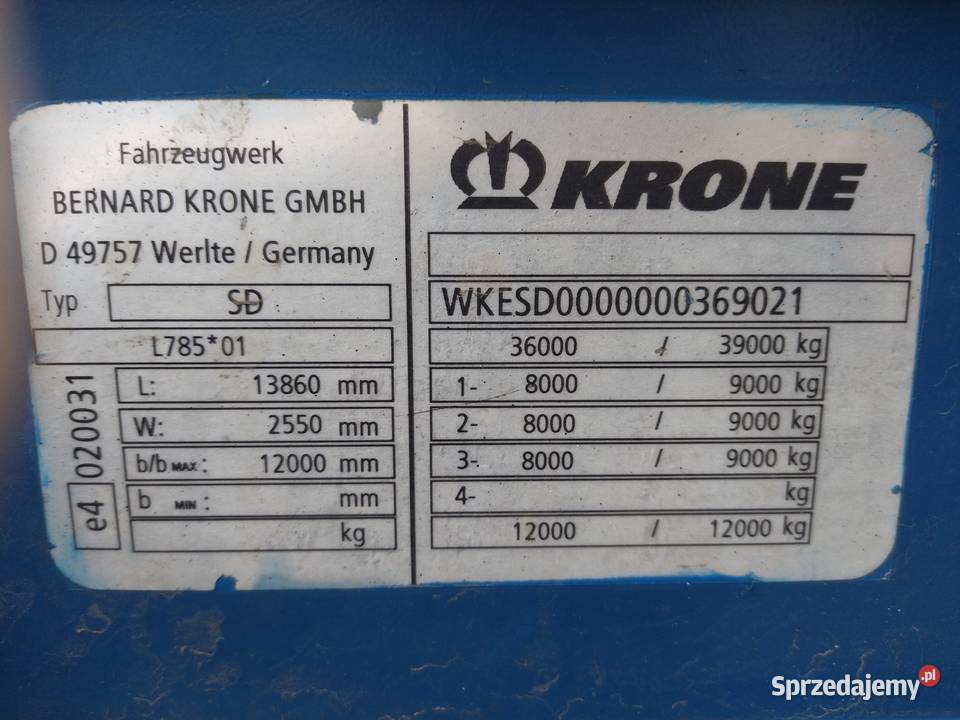 Fahrzeugwerk
BERNARD KRONE GMBH
D 49757 Werlte / Germany
Typ SD
L785*01
L: 13860 mm
W: 2550 mm
b/b MAX: 12000 mm
b MIN: mm
kg
e4 020031
KRONE
WKESD0000000369021
36000 / 39000 kg
1- 8000 / 9000 kg
2- 8000 / 9000 kg
3- 8000 / 9000 kg
4- kg
12000 / 12000 kg
Sprzedajemy.pl